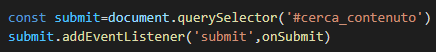 const submit=document.querySelector('#cerca_contenuto')
submit.addEventListener('submit',onSubmit)